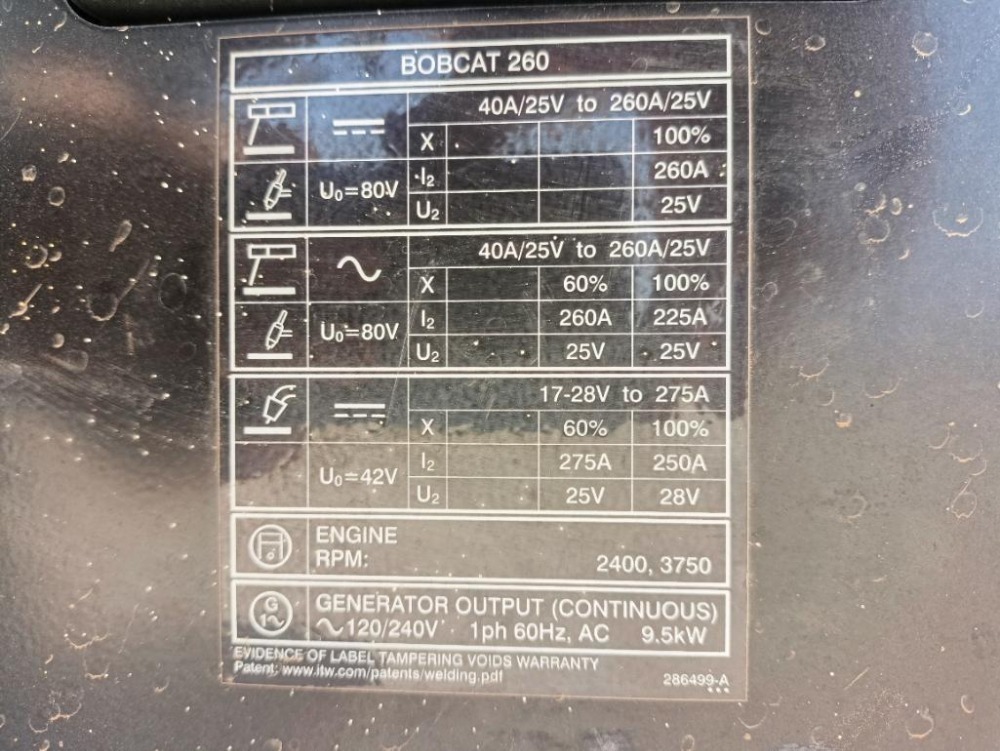 BOBCAT 260
40A/25V to 260A/25V
X 100%
U₀=80V I₂ 260A
U₂ 25V
40A/25V to 260A/25V
X 60% 100%
U₀=80V I₂ 260A 225A
U₂ 25V 25V
17-28V to 275A
X 60% 100%
U₀=42V I₂ 275A 250A
U₂ 25V 28V
ENGINE
RPM: 2400, 3750
G
1~
GENERATOR OUTPUT (CONTINUOUS)
~120/240V 1ph 60Hz, AC 9.5kW
EVIDENCE OF LABEL TAMPERING VOIDS WARRANTY
Patent: www.itw.com/patents/welding.pdf
286499-A